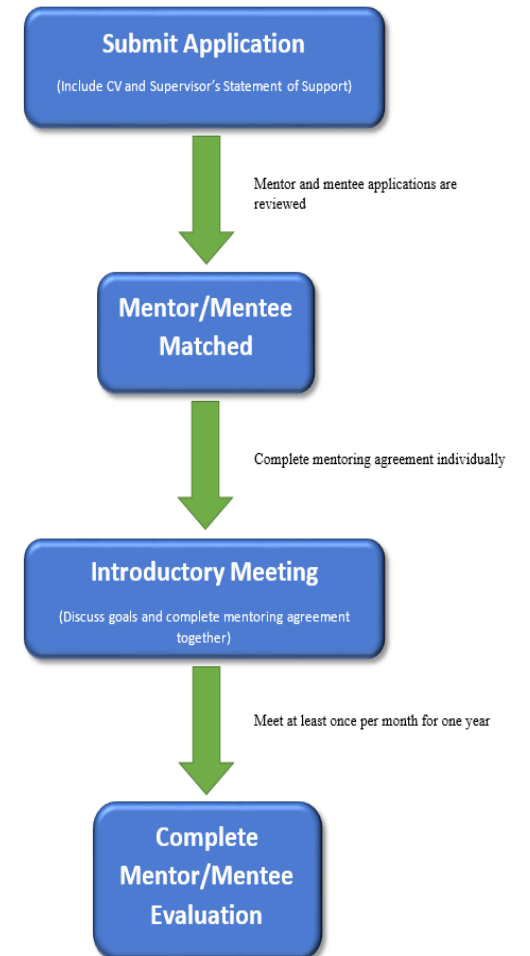 Submit Application
(Include CV and Supervisor's Statement of Support)
Mentor and mentee applications are
reviewed
Mentor/Mentee
Matched
Complete mentoring agreement individually
Introductory Meeting
(Discuss goals and complete mentoring agreement
together)
Meet at least once per month for one year
Complete
Mentor/Mentee
Evaluation